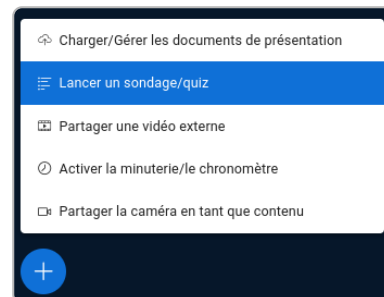 Charger/Gérer les documents de présentation
Lancer un sondage/quiz
Partager une vidéo externe
Activer la minuterie/le chronomètre
Partager la caméra en tant que contenu